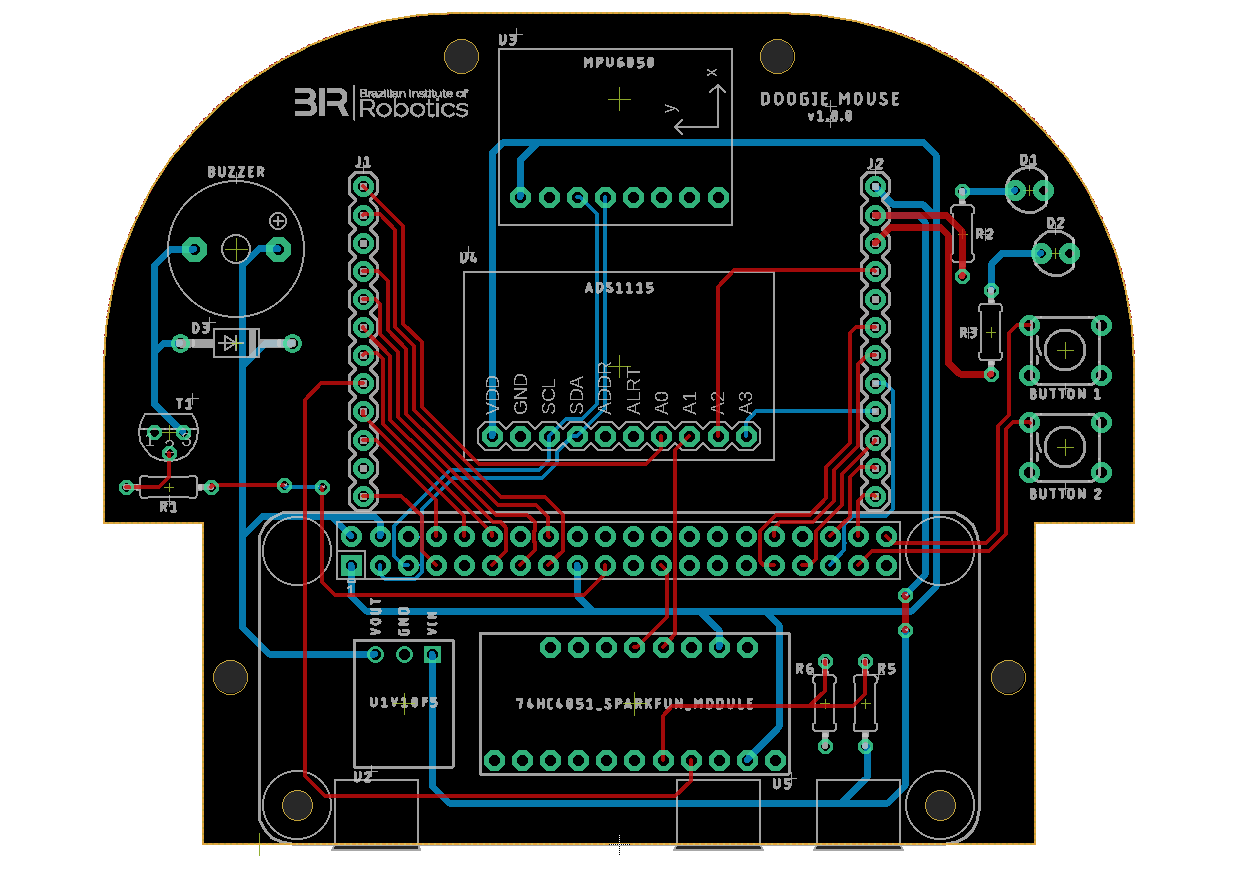 U3
MPU6050
x
y
BIR
Brazilian Institute of
Robotics
DOOGIE MOUSE
v1.0.0
BUZZER
J1
J2
D1
D2
R2
U4
ADS1115
D3
R3
VDD
GND
SCL
SDA
ADDR
ALRT
A0
A1
A2
A3
BUTTON 1
T1
1 2 3
R1
BUTTON 2
VOUT
GND
VIN
R6
R5
U1V10F5
74HC4051_SPARKFUN_MODULE
U2
U5